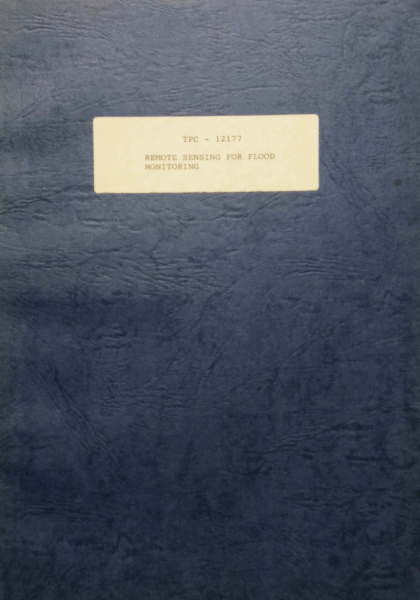 TPC - 12177
REMOTE SENSING FOR FLOOD
MONITORING